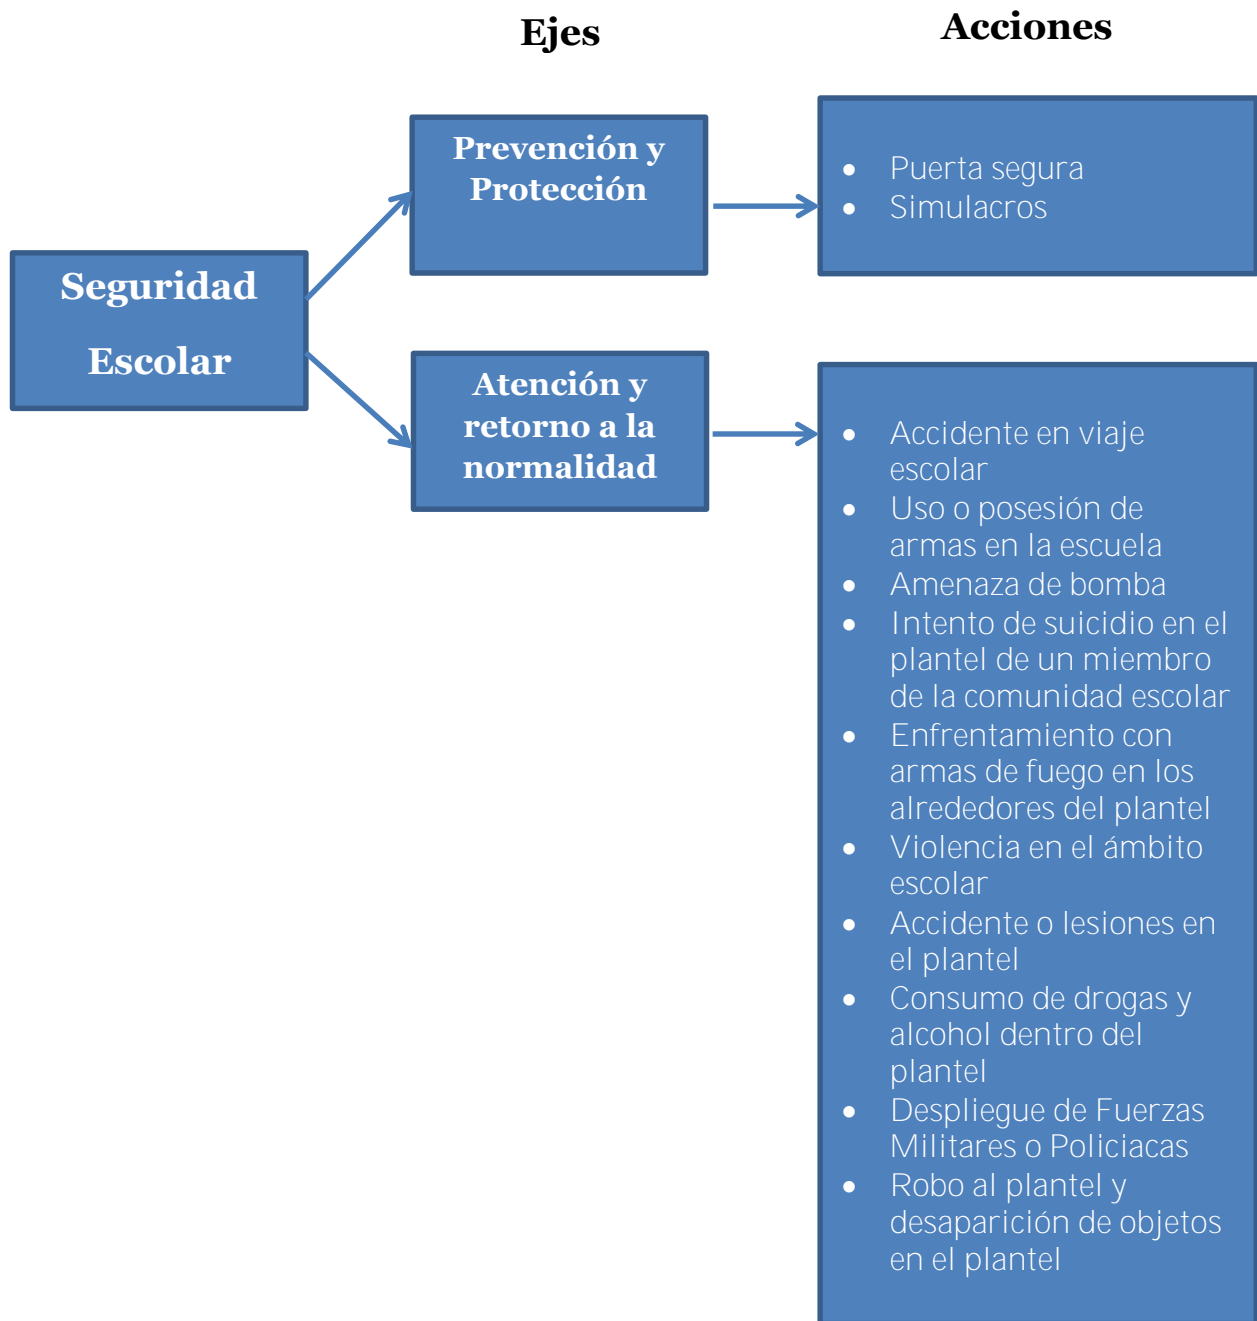 Ejes
Acciones
Seguridad
Escolar
Prevención y
Protección
• Puerta segura
• Simulacros
Atención y
retorno a la
normalidad
• Accidente en viaje
escolar
• Uso o posesión de
armas en la escuela
• Amenaza de bomba
• Intento de suicidio en el
plantel de un miembro
de la comunidad escolar
• Enfrentamiento con
armas de fuego en los
alrededores del plantel
• Violencia en el ámbito
escolar
• Accidente o lesiones en
el plantel
• Consumo de drogas y
alcohol dentro del
plantel
• Despliegue de Fuerzas
Militares o Policiacas
• Robo al plantel y
desaparición de objetos
en el plantel